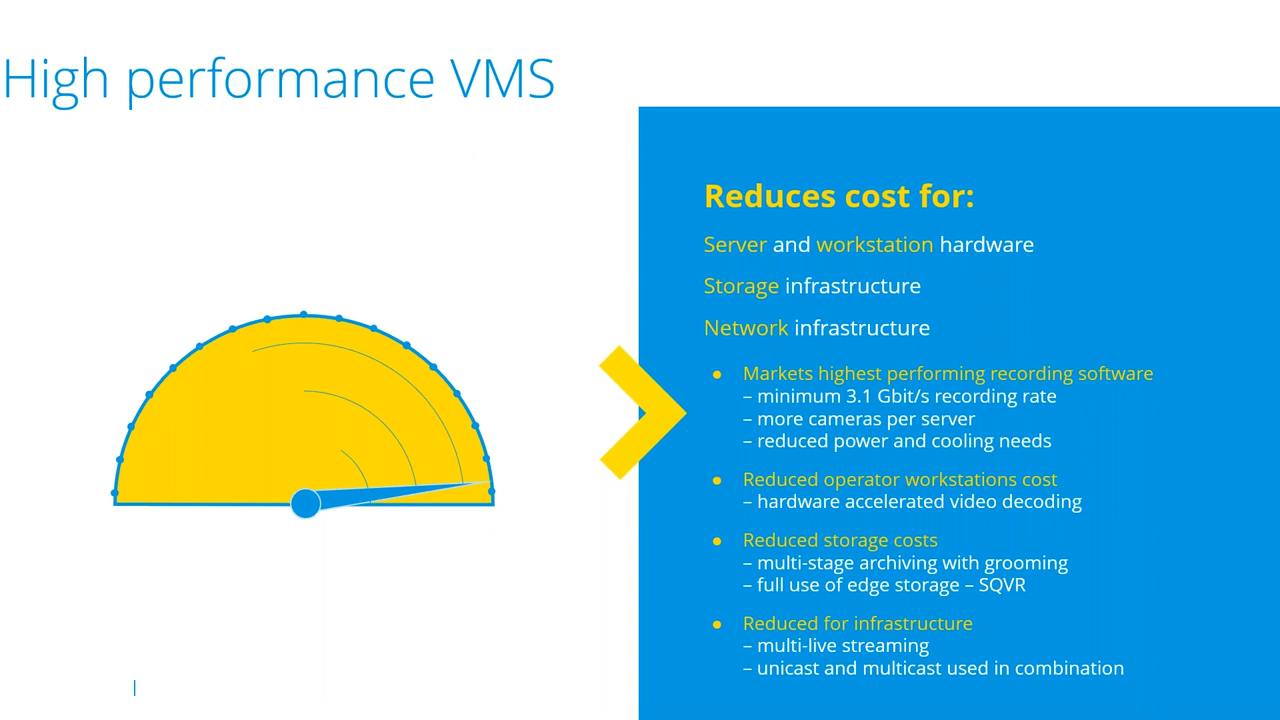 High performance VMS
Reduces cost for:
Server and workstation hardware
Storage infrastructure
Network infrastructure
● Markets highest performing recording software
– minimum 3.1 Gbit/s recording rate
– more cameras per server
– reduced power and cooling needs
● Reduced operator workstations cost
– hardware accelerated video decoding
● Reduced storage costs
– multi-stage archiving with grooming
– full use of edge storage – SQVR
● Reduced for infrastructure
– multi-live streaming
– unicast and multicast used in combination